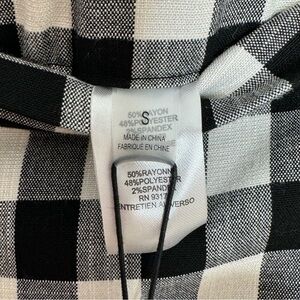 S
50%RAYON
48%POLYESTER
2%SPANDEX
MADE IN CHINA
FABRIQUÉ EN CHINE
50%RAYONN
48%POLYESTER
2%SPANDEX
RN 9317
ENTRETIEN AU VERSO